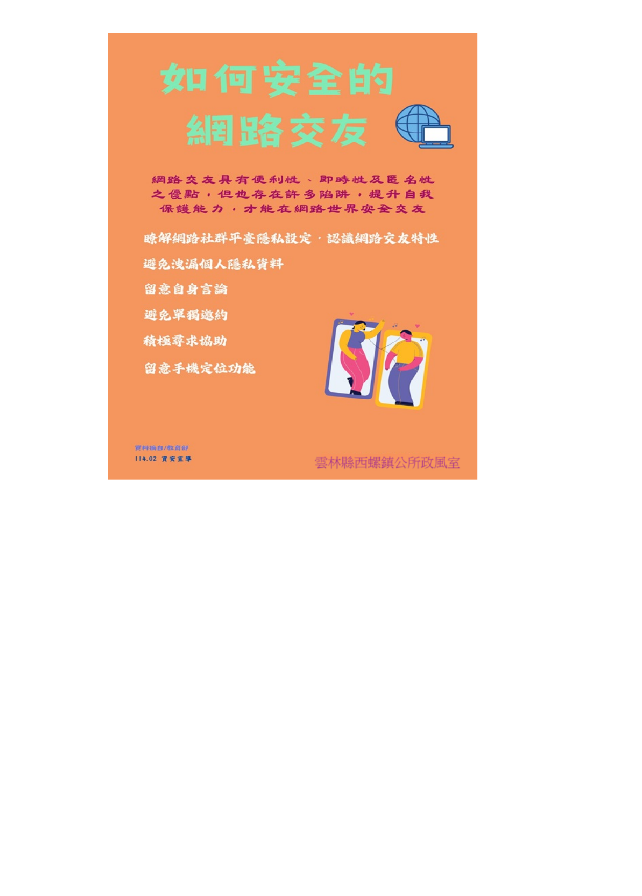 如何安全的
網路交友
網路交友具有便利性、即時性及匿名性
之優點，但也存在許多陷阱，提升自我
保護能力，才能在網路世界安全交友
瞭解網路社群平臺隱私設定，認識網路交友特性
避免洩漏個人隱私資料
留意自身言論
避免單獨邀約
積極尋求協助
留意手機定位功能
114.02 資安宣導
雲林縣西螺鎮公所政風室